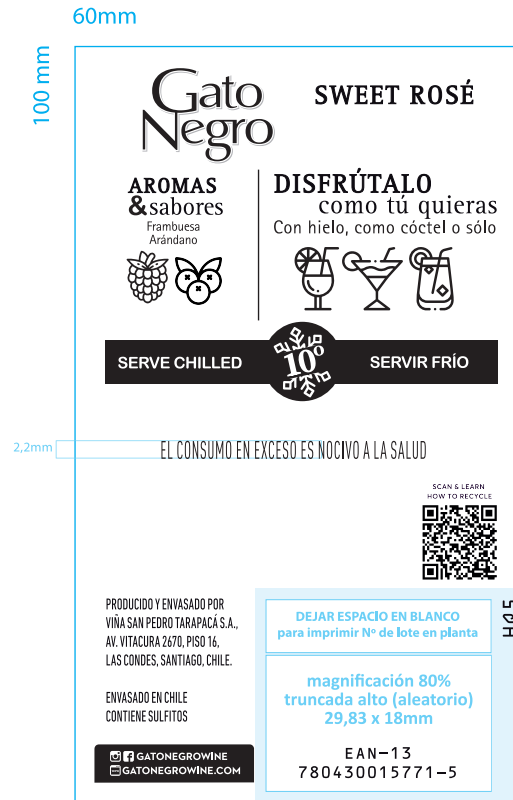 60mm
100 mm
Gato
Negro
SWEET ROSÉ
AROMAS
&sabores
Frambuesa
Arándano
DISFRÚTALO
como tú quieras
Con hielo, como cóctel o sólo
SERVE CHILLED
10º
SERVIR FRÍO
2,2mm
EL CONSUMO EN EXCESO ES NOCIVO A LA SALUD
SCAN & LEARN
HOW TO RECYCLE
PRODUCIDO Y ENVASADO POR
VIÑA SAN PEDRO TARAPACÁ S.A.,
AV. VITACURA 2670, PISO 16,
LAS CONDES, SANTIAGO, CHILE.
ENVASADO EN CHILE
CONTIENE SULFITOS
GATONEGROWINE
GATONEGROWINE.COM
DEJAR ESPACIO EN BLANCO
para imprimir Nº de lote en planta
magnificación 80%
truncada alto (aleatorio)
29,83 x 18mm
EAN-13
780430015771-5